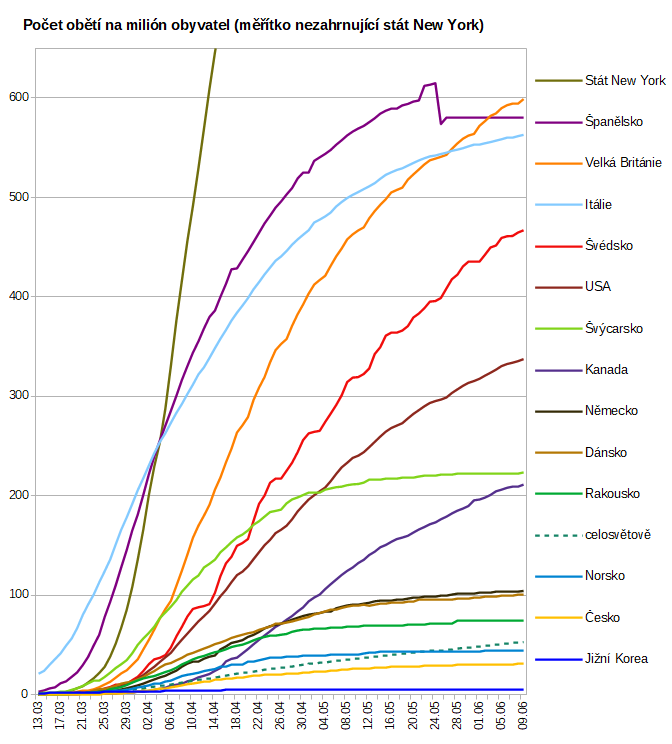 Počet obětí na milión obyvatel (měřítko nezahrnující stát New York)
600
500
400
300
200
100
0
Stát New York
Španělsko
Velká Británie
Itálie
Švédsko
USA
Švýcarsko
Kanada
Německo
Dánsko
Rakousko
celosvětově
Norsko
Česko
Jižní Korea
13.03
17.03
21.03
25.03
29.03
02.04
06.04
10.04
14.04
18.04
22.04
26.04
30.04
04.05
08.05
12.05
16.05
20.05
24.05
28.05
01.06
05.06
09.06